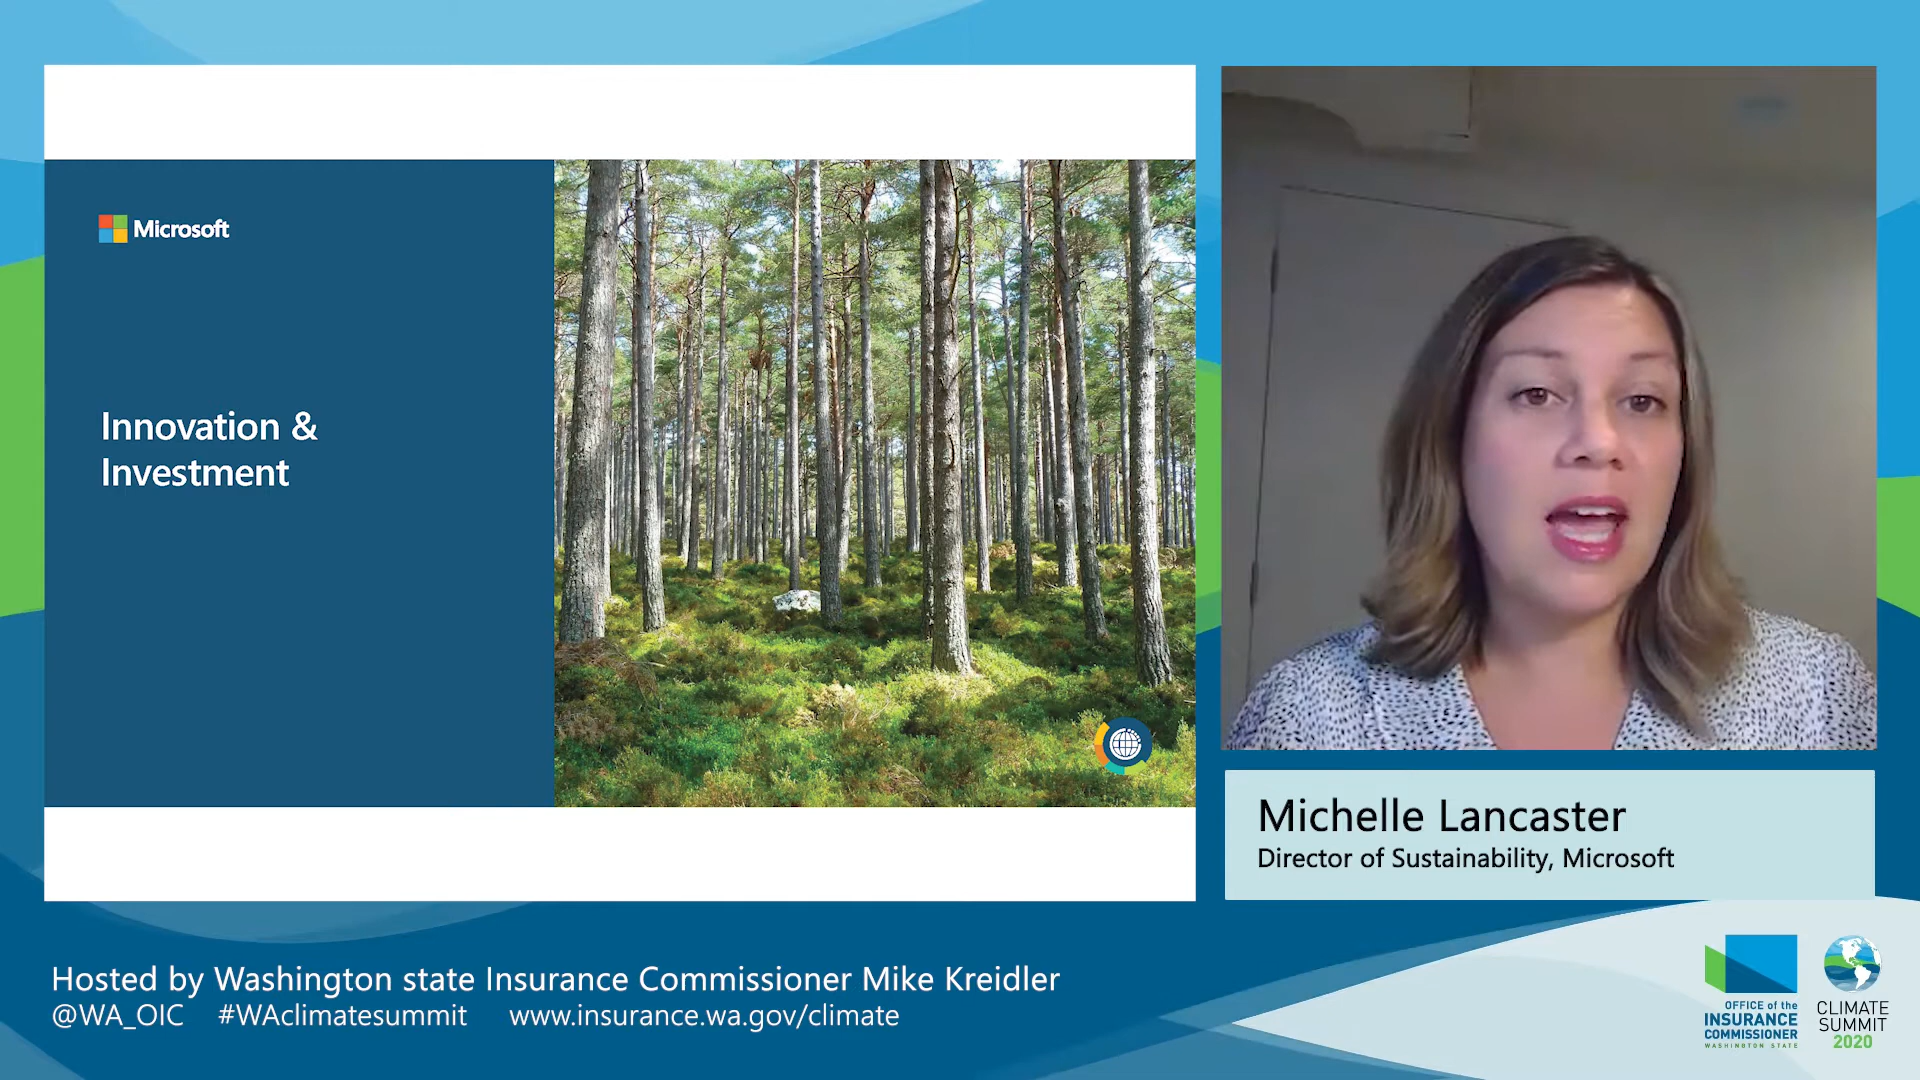 Microsoft
Innovation &
Investment
Michelle Lancaster
Director of Sustainability, Microsoft
Hosted by Washington state Insurance Commissioner Mike Kreidler
@WA_OIC #WAclimatesummit www.insurance.wa.gov/climate
OFFICE of the
INSURANCE
COMMISSIONER
WASHINGTON STATE
CLIMATE
SUMMIT
2020